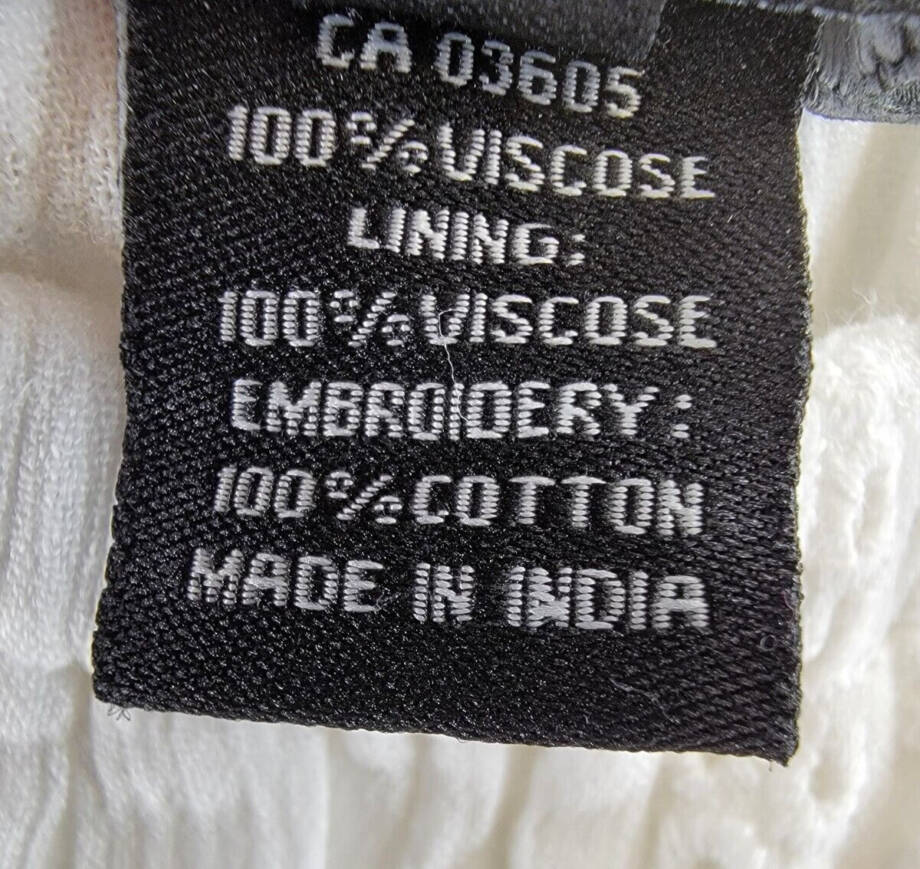 CA 03605
100%VISCOSE
LINING:
100%VISCOSE
EMBROIDERY:
100%COTTON
MADE IN INDIA